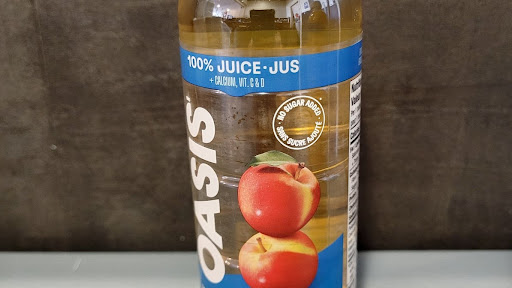 100% JUICE • JUS
+ CALCIUM, VIT. C & D
NO SUGAR ADDED •
SANS SUCRE AJOUTÉ •
OASIS